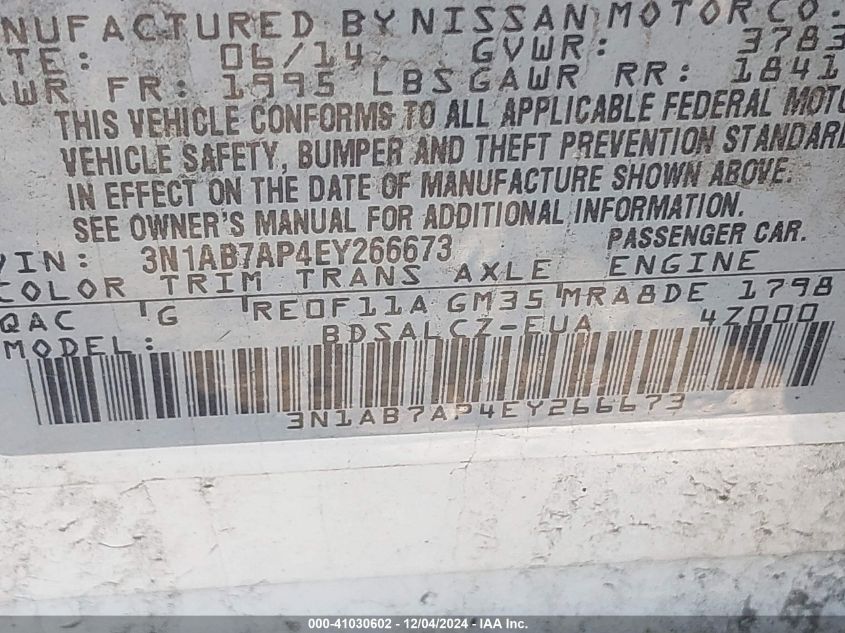 NUFACTURED BY NISSAN MOTOR CO.
TE: 06/14, GVWR: 3783
AWR FR: 1995 LBS GAWR RR: 1841
THIS VEHICLE CONFORMS TO ALL APPLICABLE FEDERAL MOTO
VEHICLE SAFETY, BUMPER AND THEFT PREVENTION STANDARD
IN EFFECT ON THE DATE OF MANUFACTURE SHOWN ABOVE.
SEE OWNER'S MANUAL FOR ADDITIONAL INFORMATION.
VIN: 3N1AB7AP4EY266673 PASSENGER CAR.
COLOR TRIM TRANS AXLE ENGINE
QAC G RE0F11A GM35 MRA8DE 1798
MODEL: BDSALCZ-EUA 4Z000
3N1AB7AP4EY266673
000-41030602 - 12/04/2024 - IAA Inc.